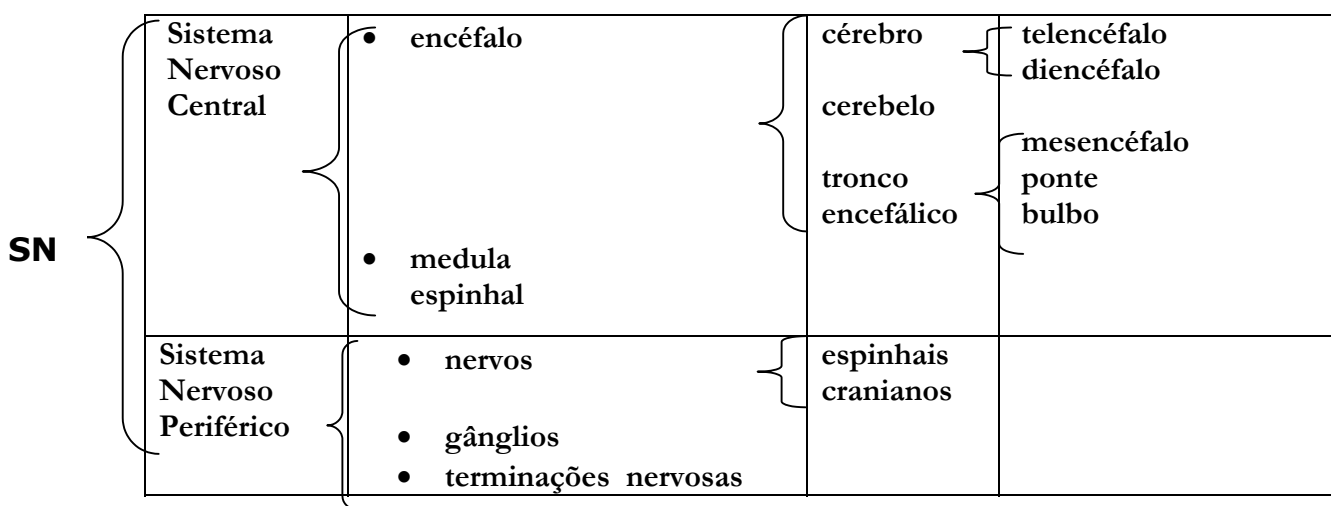 SN
Sistema
Nervoso
Central
• encéfalo
• medula
espinhal
cérebro
cerebelo
tronco
encefálico
telencéfalo
diencéfalo
mesencéfalo
ponte
bulbo
Sistema
Nervoso
Periférico
• nervos
• gânglios
• terminações nervosas
espinhais
cranianos